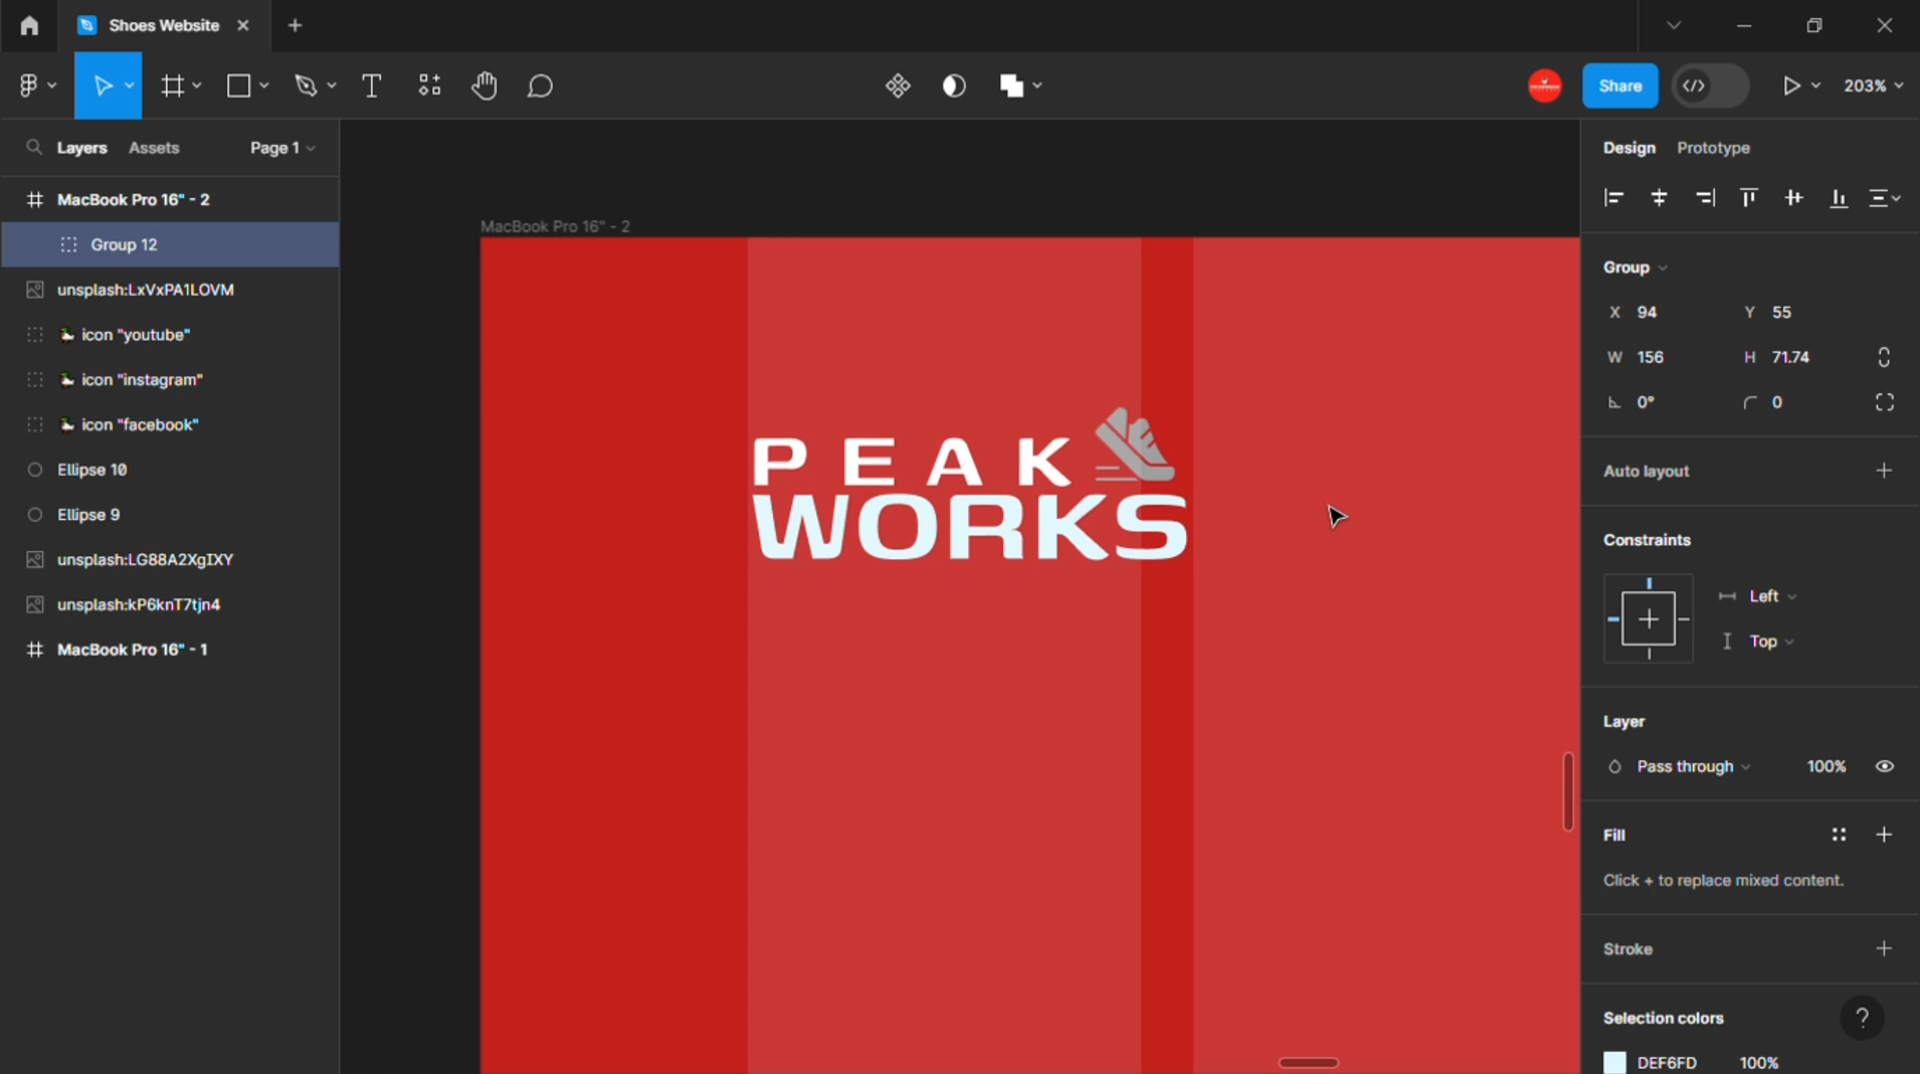 Shoes Website
Share
203%
Layers
Assets
Page 1
Design
Prototype
MacBook Pro 16" - 2
Group 12
unsplash:LxVxPA1LOVM
icon "youtube"
icon "instagram"
icon "facebook"
Ellipse 10
Ellipse 9
unsplash:LG88A2XgIXY
unsplash:kP6knT7tjn4
MacBook Pro 16" - 1
MacBook Pro 16" - 2
PEAK
WORKS
Group
X 94 Y 55
W 156 H 71.74
0° 0
Auto layout
Constraints
Left
Top
Layer
Pass through 100%
Fill
Click + to replace mixed content.
Stroke
Selection colors
?
DEF6FD 100%